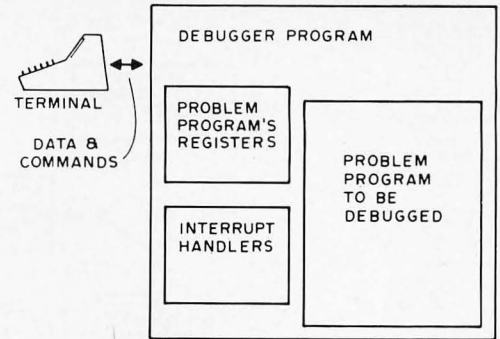 DEBUGGER PROGRAM
TERMINAL
DATA &
COMMANDS
PROBLEM
PROGRAM'S
REGISTERS
INTERRUPT
HANDLERS
PROBLEM
PROGRAM
TO BE
DEBUGGED